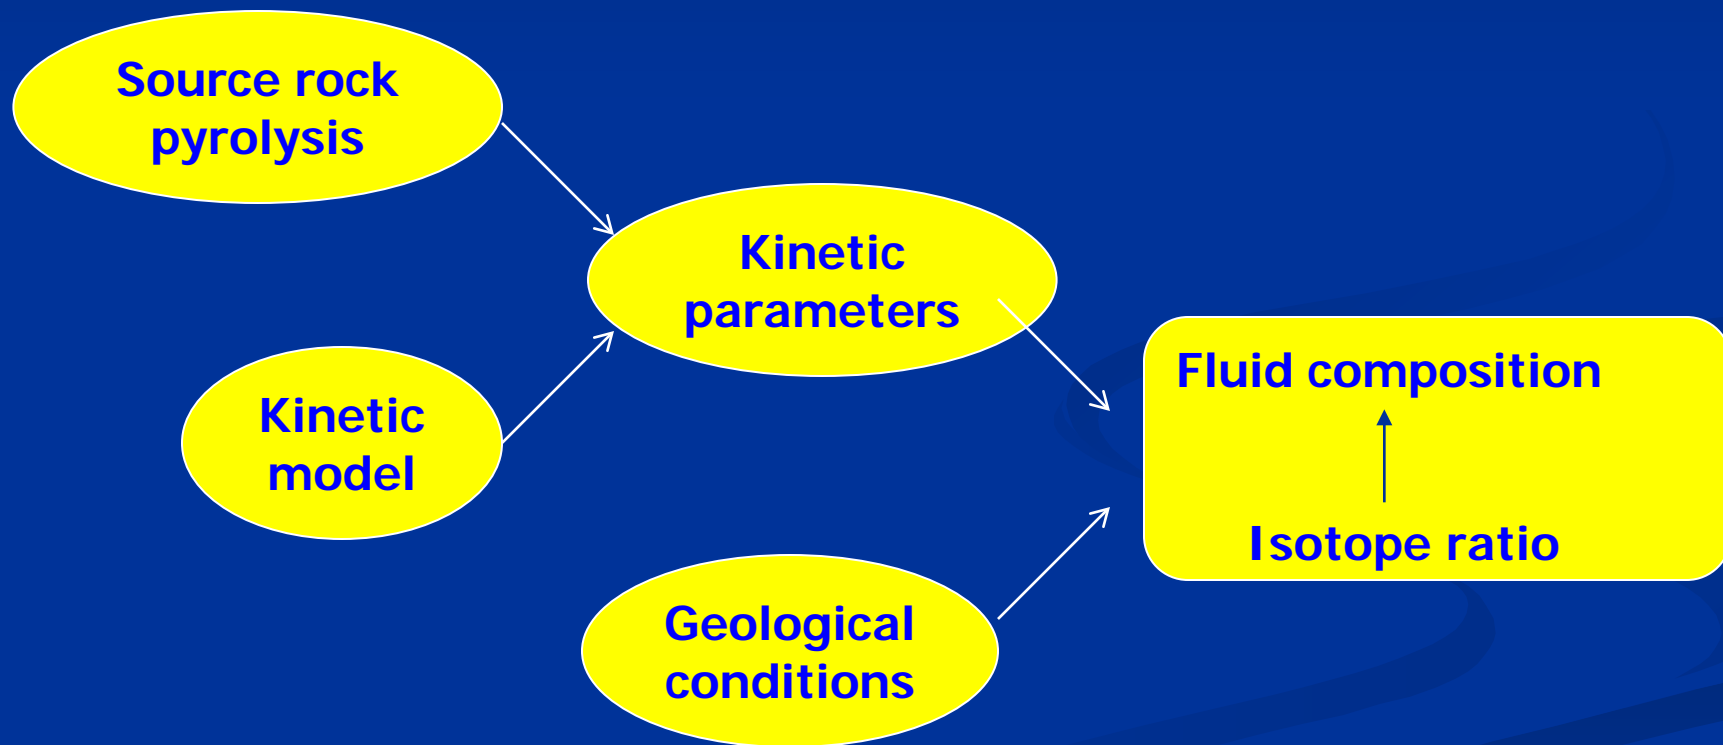 Source rock
pyrolysis
Kinetic
parameters
Kinetic
model
Fluid composition
Isotope ratio
Geological
conditions